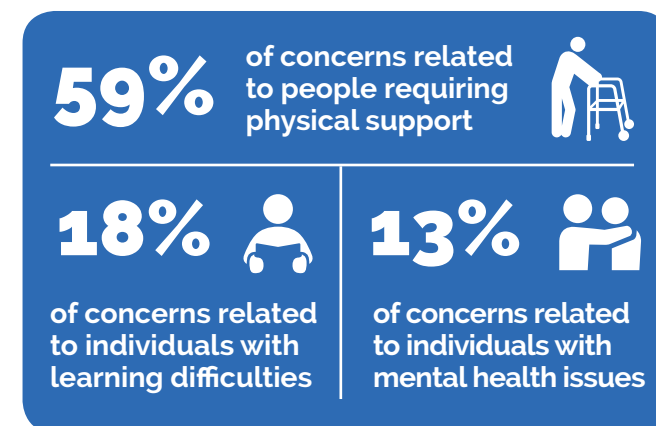 59%
of concerns related
to people requiring
physical support
18%
of concerns related
to individuals with
learning difficulties
13%
of concerns related
to individuals with
mental health issues